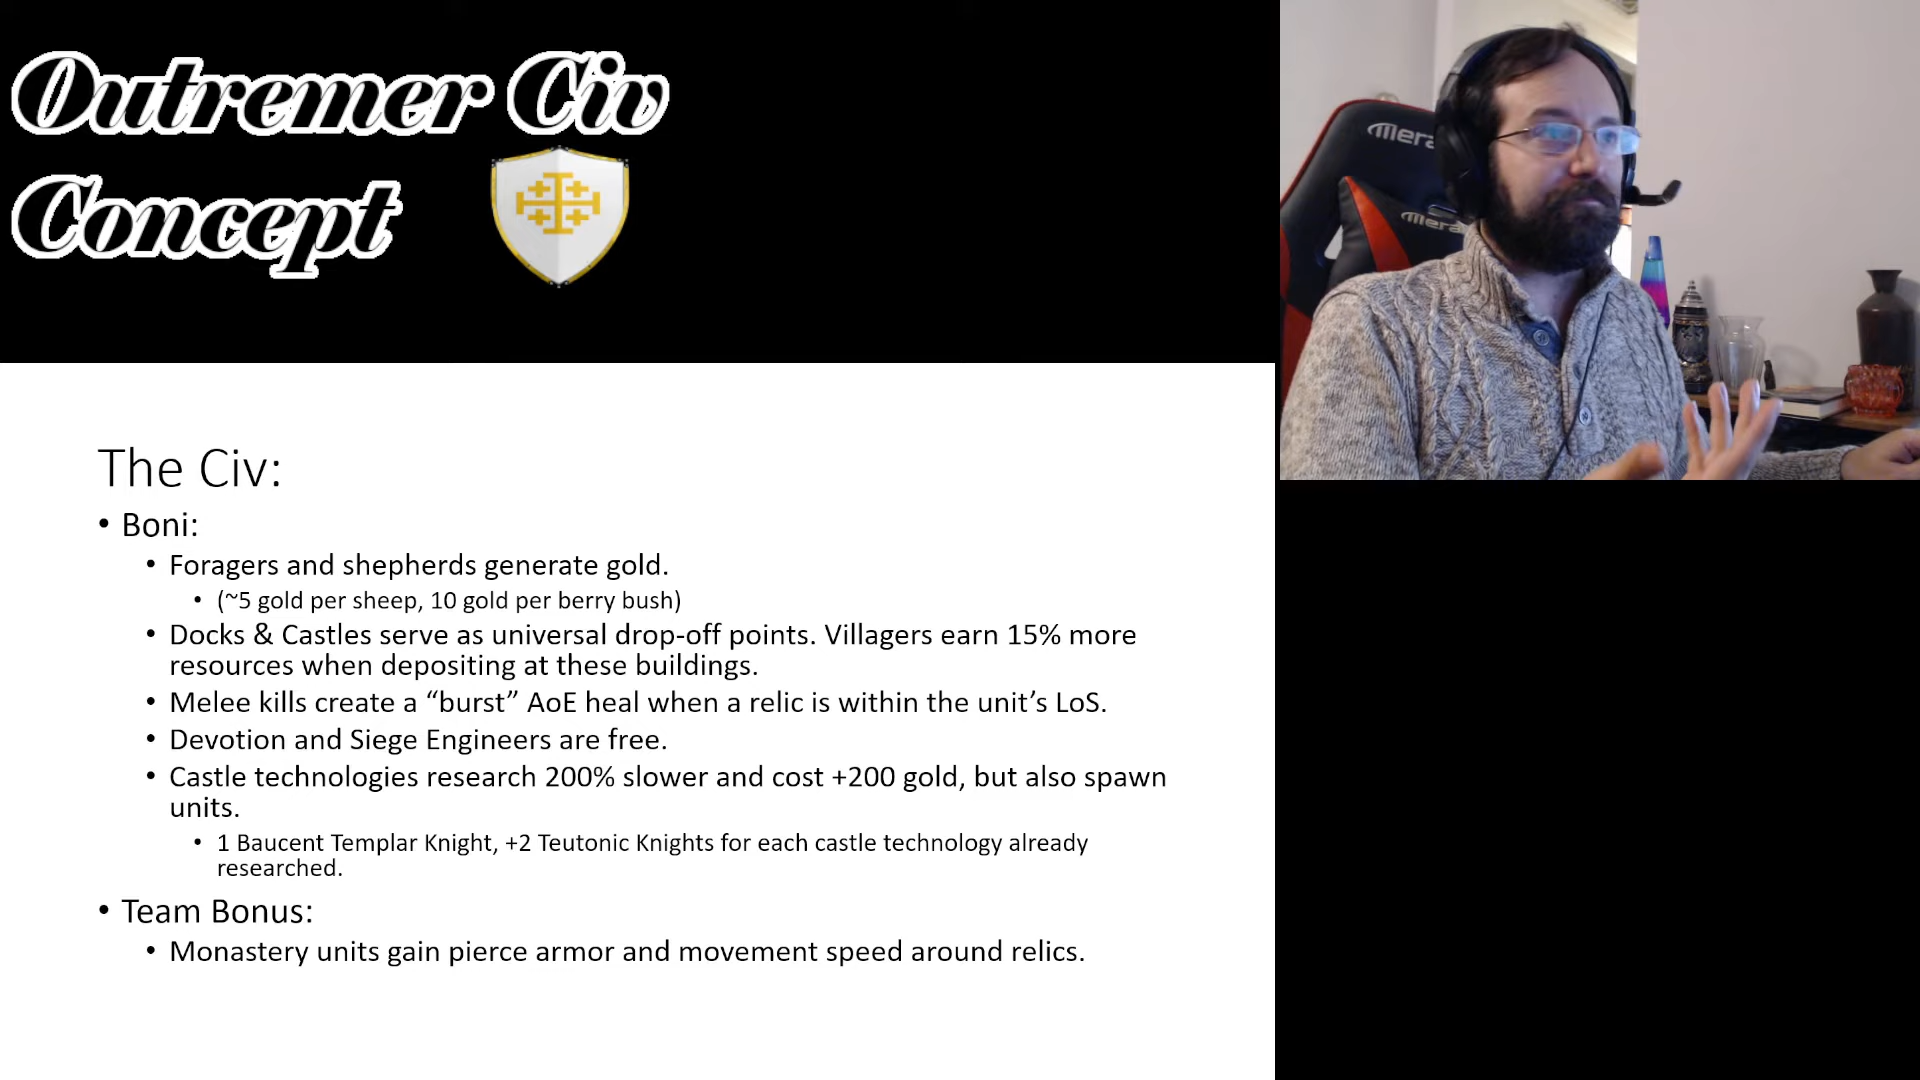 Outremer Civ
Concept
The Civ:
• Boni:
• Foragers and shepherds generate gold.
• (~5 gold per sheep, 10 gold per berry bush)
• Docks & Castles serve as universal drop-off points. Villagers earn 15% more
resources when depositing at these buildings.
• Melee kills create a “burst” AoE heal when a relic is within the unit’s LoS.
• Devotion and Siege Engineers are free.
• Castle technologies research 200% slower and cost +200 gold, but also spawn
units.
• 1 Baucent Templar Knight, +2 Teutonic Knights for each castle technology already
researched.
• Team Bonus:
• Monastery units gain pierce armor and movement speed around relics.